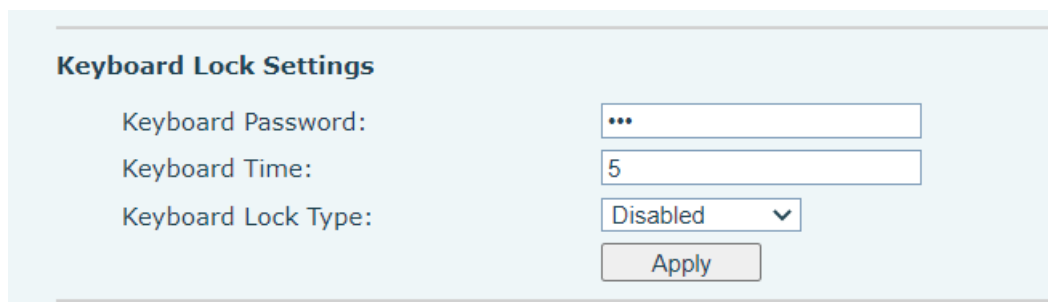 Keyboard Lock Settings
Keyboard Password: •••
Keyboard Time: 5
Keyboard Lock Type: Disabled
Apply